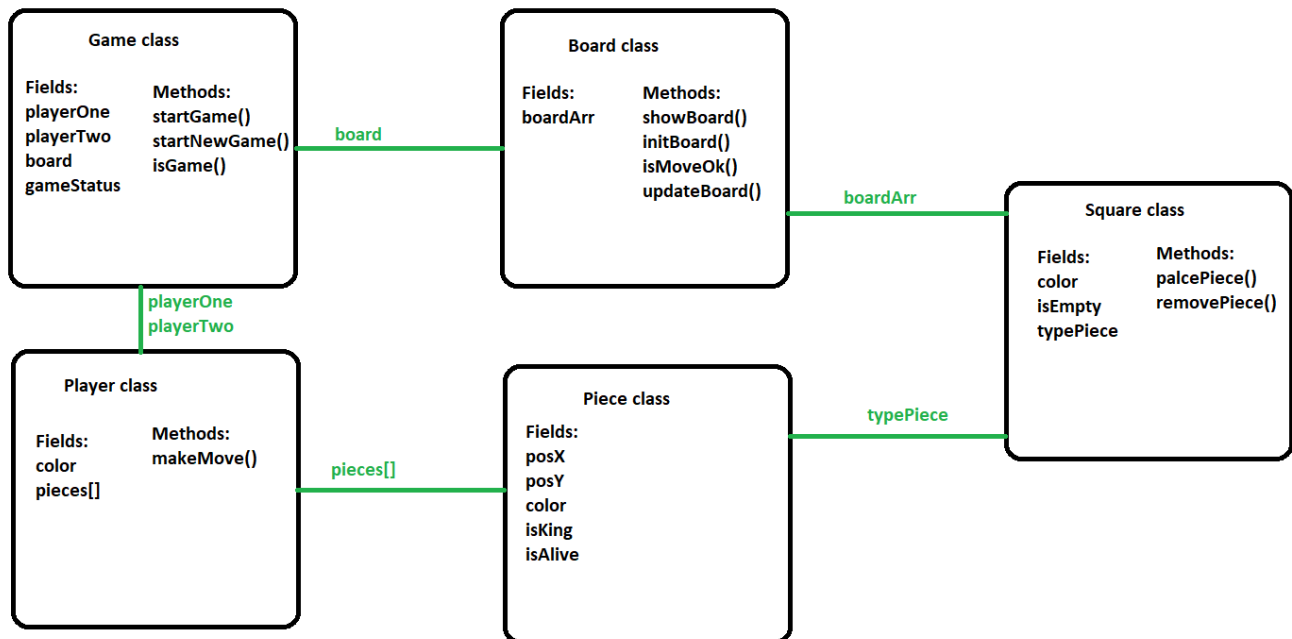 Game class
Fields:
playerOne
playerTwo
board
gameStatus
Methods:
startGame()
startNewGame()
isGame()
board
Board class
Fields:
boardArr
Methods:
showBoard()
initBoard()
isMoveOk()
updateBoard()
boardArr
Square class
Fields:
color
isEmpty
typePiece
Methods:
palcePiece()
removePiece()
playerOne
playerTwo
Player class
Fields:
color
pieces[]
Methods:
makeMove()
pieces[]
Piece class
Fields:
posX
posY
color
isKing
isAlive
typePiece